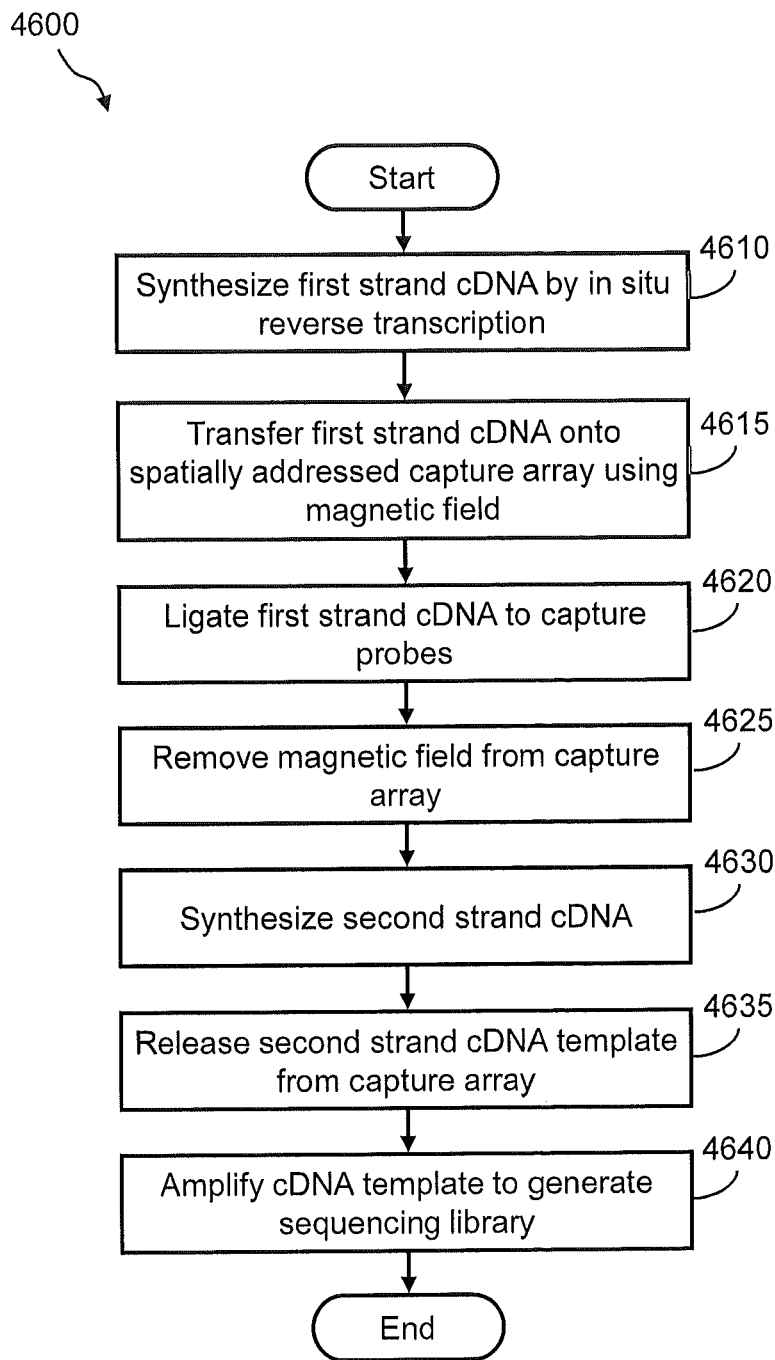 4600
Start
4610
Synthesize first strand cDNA by in situ
reverse transcription
4615
Transfer first strand cDNA onto
spatially addressed capture array using
magnetic field
4620
Ligate first strand cDNA to capture
probes
4625
Remove magnetic field from capture
array
4630
Synthesize second strand cDNA
4635
Release second strand cDNA template
from capture array
4640
Amplify cDNA template to generate
sequencing library
End